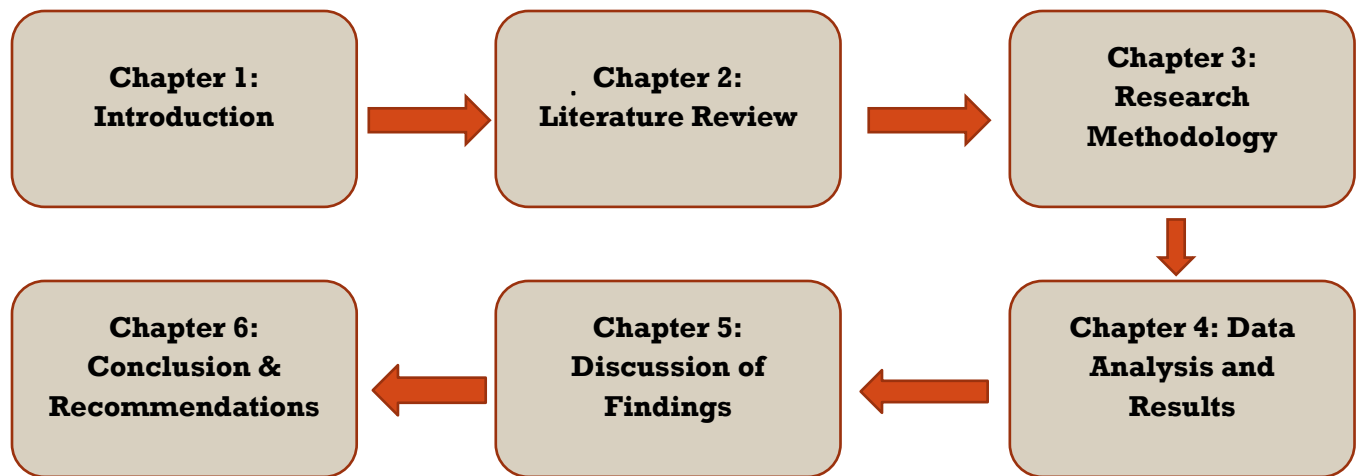 Chapter 1:
Introduction
Chapter 2:
Literature Review
Chapter 3:
Research
Methodology
Chapter 4: Data
Analysis and
Results
Chapter 5:
Discussion of
Findings
Chapter 6:
Conclusion &
Recommendations